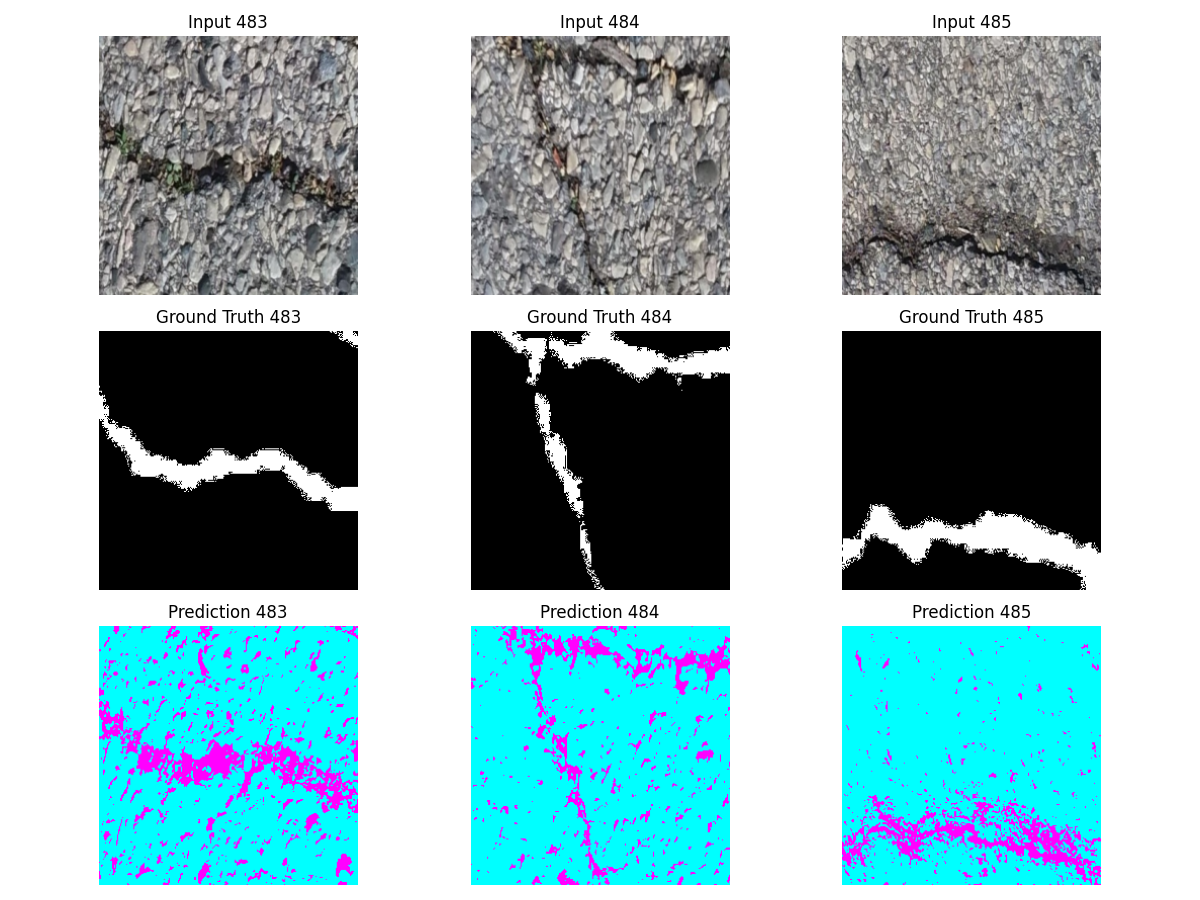 Input 483
Input 484
Input 485
Ground Truth 483
Ground Truth 484
Ground Truth 485
Prediction 483
Prediction 484
Prediction 485